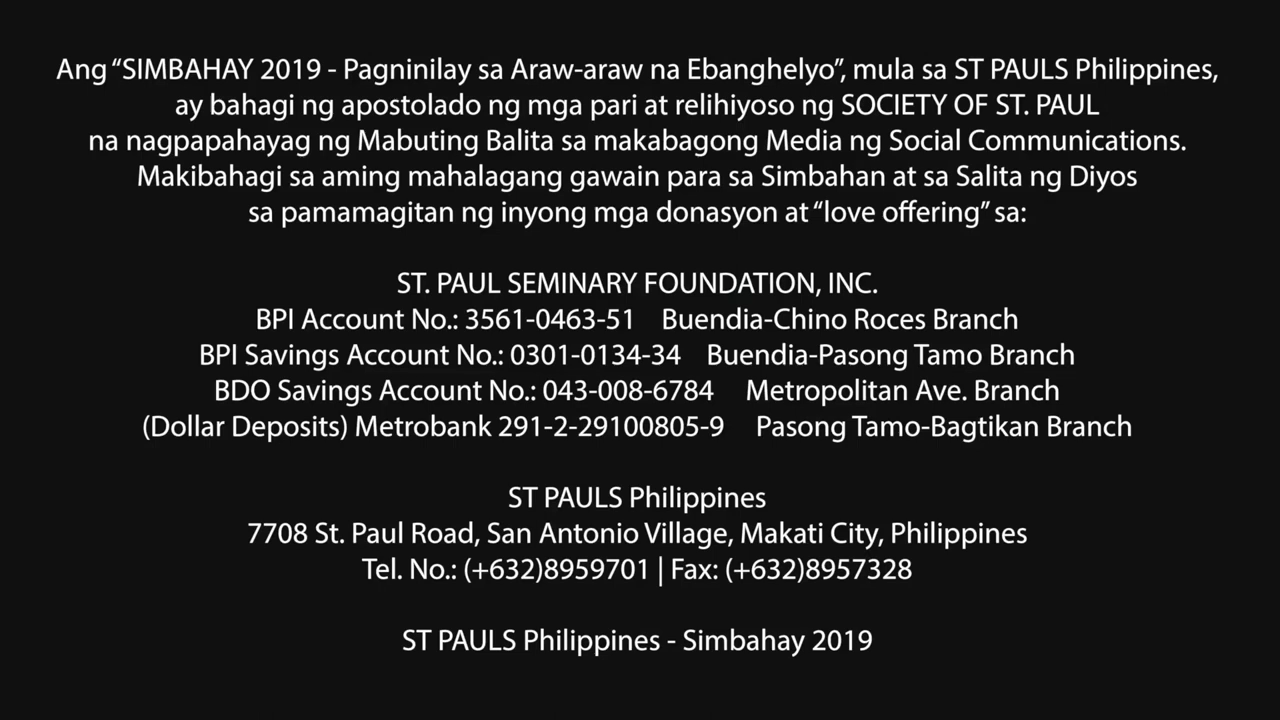 Ang “SIMBAHAY 2019 - Pagninilay sa Araw-araw na Ebanghelyo”, mula sa ST PAULS Philippines,
ay bahagi ng apostolado ng mga pari at relihiyoso ng SOCIETY OF ST. PAUL
na nagpapahayag ng Mabuting Balita sa makabagong Media ng Social Communications.
Makibahagi sa aming mahalagang gawain para sa Simbahan at sa Salita ng Diyos
sa pamamagitan ng inyong mga donasyon at “love offering” sa:
ST. PAUL SEMINARY FOUNDATION, INC.
BPI Account No.: 3561-0463-51 Buendia-Chino Roces Branch
BPI Savings Account No.: 0301-0134-34 Buendia-Pasong Tamo Branch
BDO Savings Account No.: 043-008-6784 Metropolitan Ave. Branch
(Dollar Deposits) Metrobank 291-2-29100805-9 Pasong Tamo-Bagtikan Branch
ST PAULS Philippines
7708 St. Paul Road, San Antonio Village, Makati City, Philippines
Tel. No.: (+632)8959701 | Fax: (+632)8957328
ST PAULS Philippines - Simbahay 2019